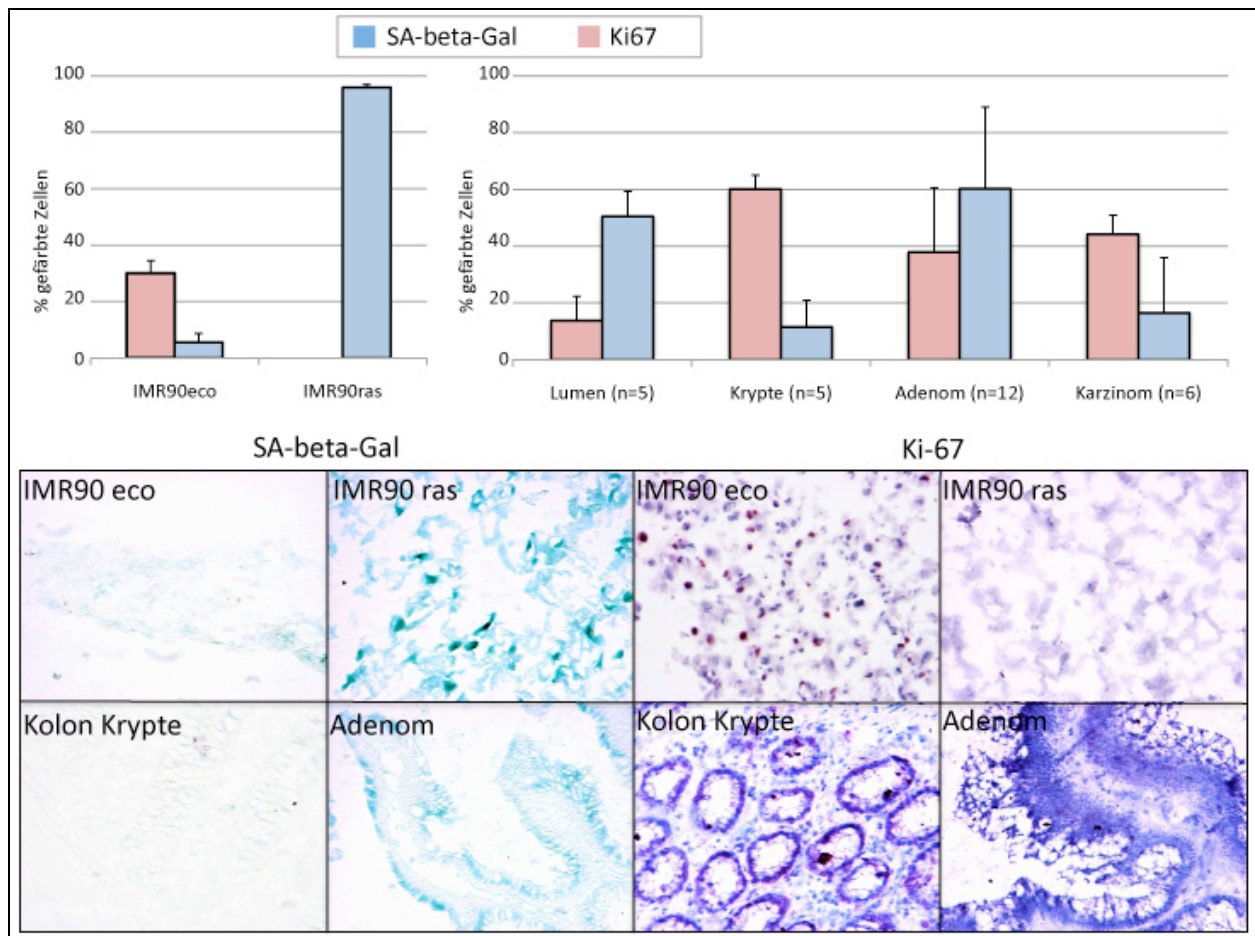 SA-beta-Gal Ki67
100
80
60
40
20
0
% gefärbte Zellen
IMR90eco IMR90ras
100
80
60
40
20
0
% gefärbte Zellen
Lumen (n=5) Krypte (n=5) Adenom (n=12) Karzinom (n=6)
SA-beta-Gal Ki-67
IMR90 eco IMR90 ras IMR90 eco IMR90 ras
Kolon Krypte Adenom Kolon Krypte Adenom